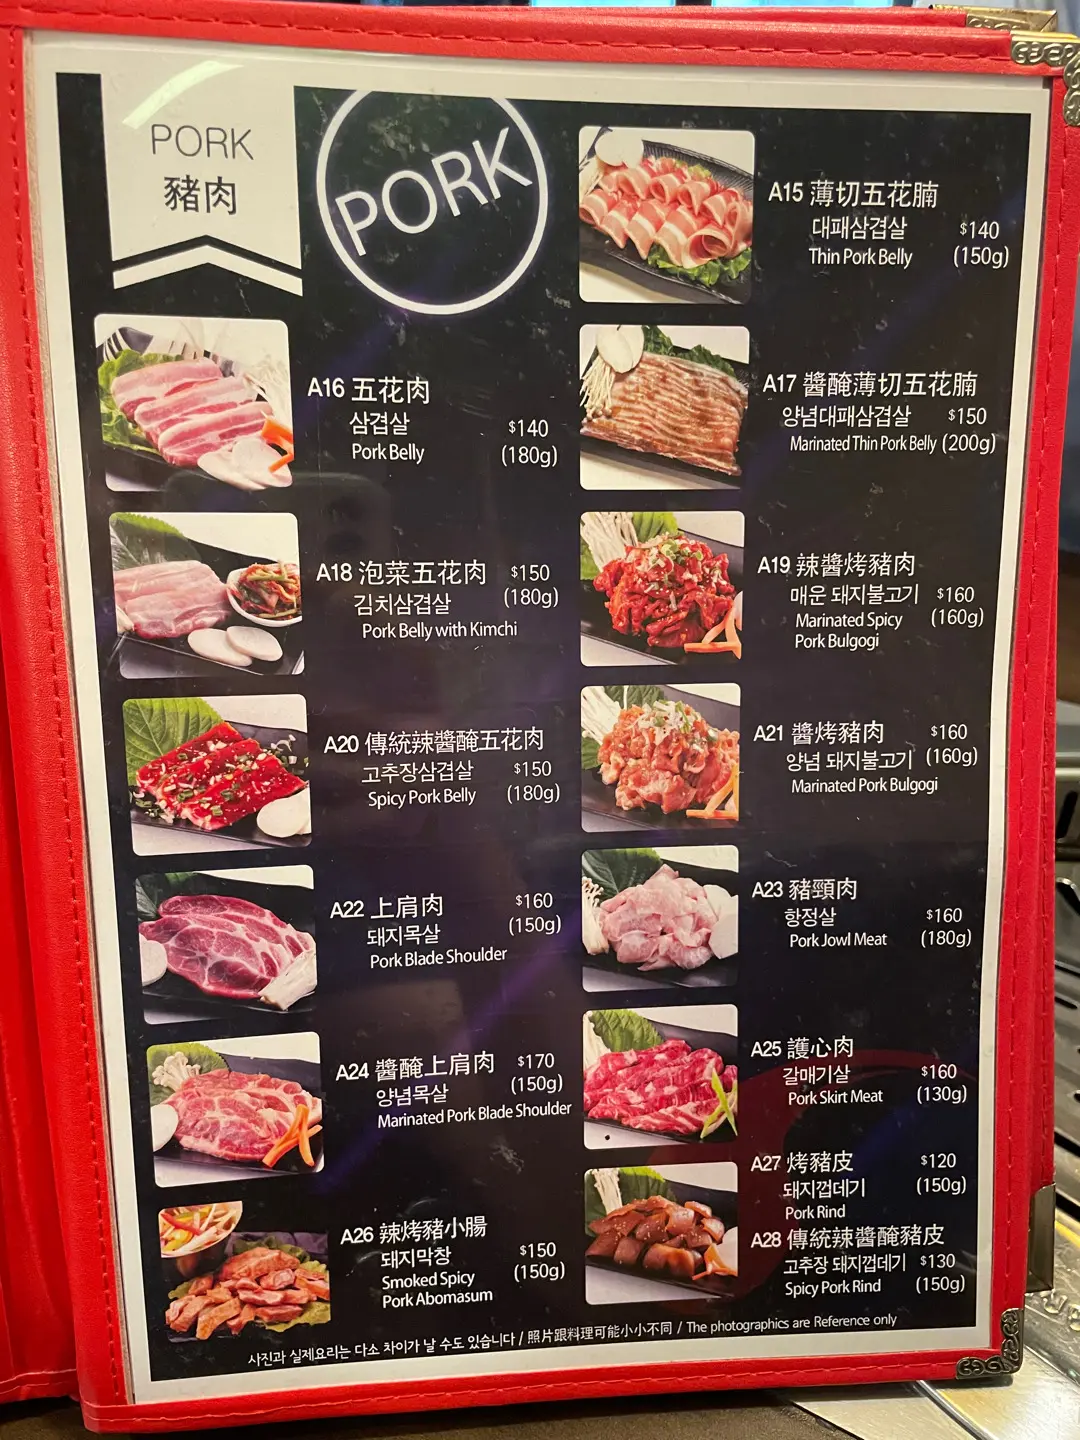 PORK
豬肉
PORK
A15 薄切五花腩
대패삼겹살 $140
Thin Pork Belly (150g)
A16 五花肉
삼겹살 $140
Pork Belly (180g)
A17 醬醃薄切五花腩
양념대패삼겹살 $150
Marinated Thin Pork Belly (200g)
A18 泡菜五花肉 $150
김치삼겹살 (180g)
Pork Belly with Kimchi
A19 辣醬烤豬肉
매운 돼지불고기 $160
Marinated Spicy (160g)
Pork Bulgogi
A20 傳統辣醬醃五花肉
고추장삼겹살 $150
Spicy Pork Belly (180g)
A21 醬烤豬肉 $160
양념 돼지불고기 (160g)
Marinated Pork Bulgogi
A22 上肩肉 $160
돼지목살 (150g)
Pork Blade Shoulder
A23 豬頸肉
항정살 $160
Pork Jowl Meat (180g)
A24 醬醃上肩肉 $170
양념목살 (150g)
Marinated Pork Blade Shoulder
A25 護心肉
갈매기살 $160
Pork Skirt Meat (130g)
A26 辣烤豬小腸
돼지막창 $150
Smoked Spicy (150g)
Pork Abomasum
A27 烤豬皮 $120
돼지껍데기 (150g)
Pork Rind
A28 傳統辣醬醃豬皮
고추장 돼지껍데기 $130
Spicy Pork Rind (150g)
사진과 실제요리는 다소 차이가 날 수도 있습니다 / 照片跟料理可能小小不同 / The photographics are Reference only